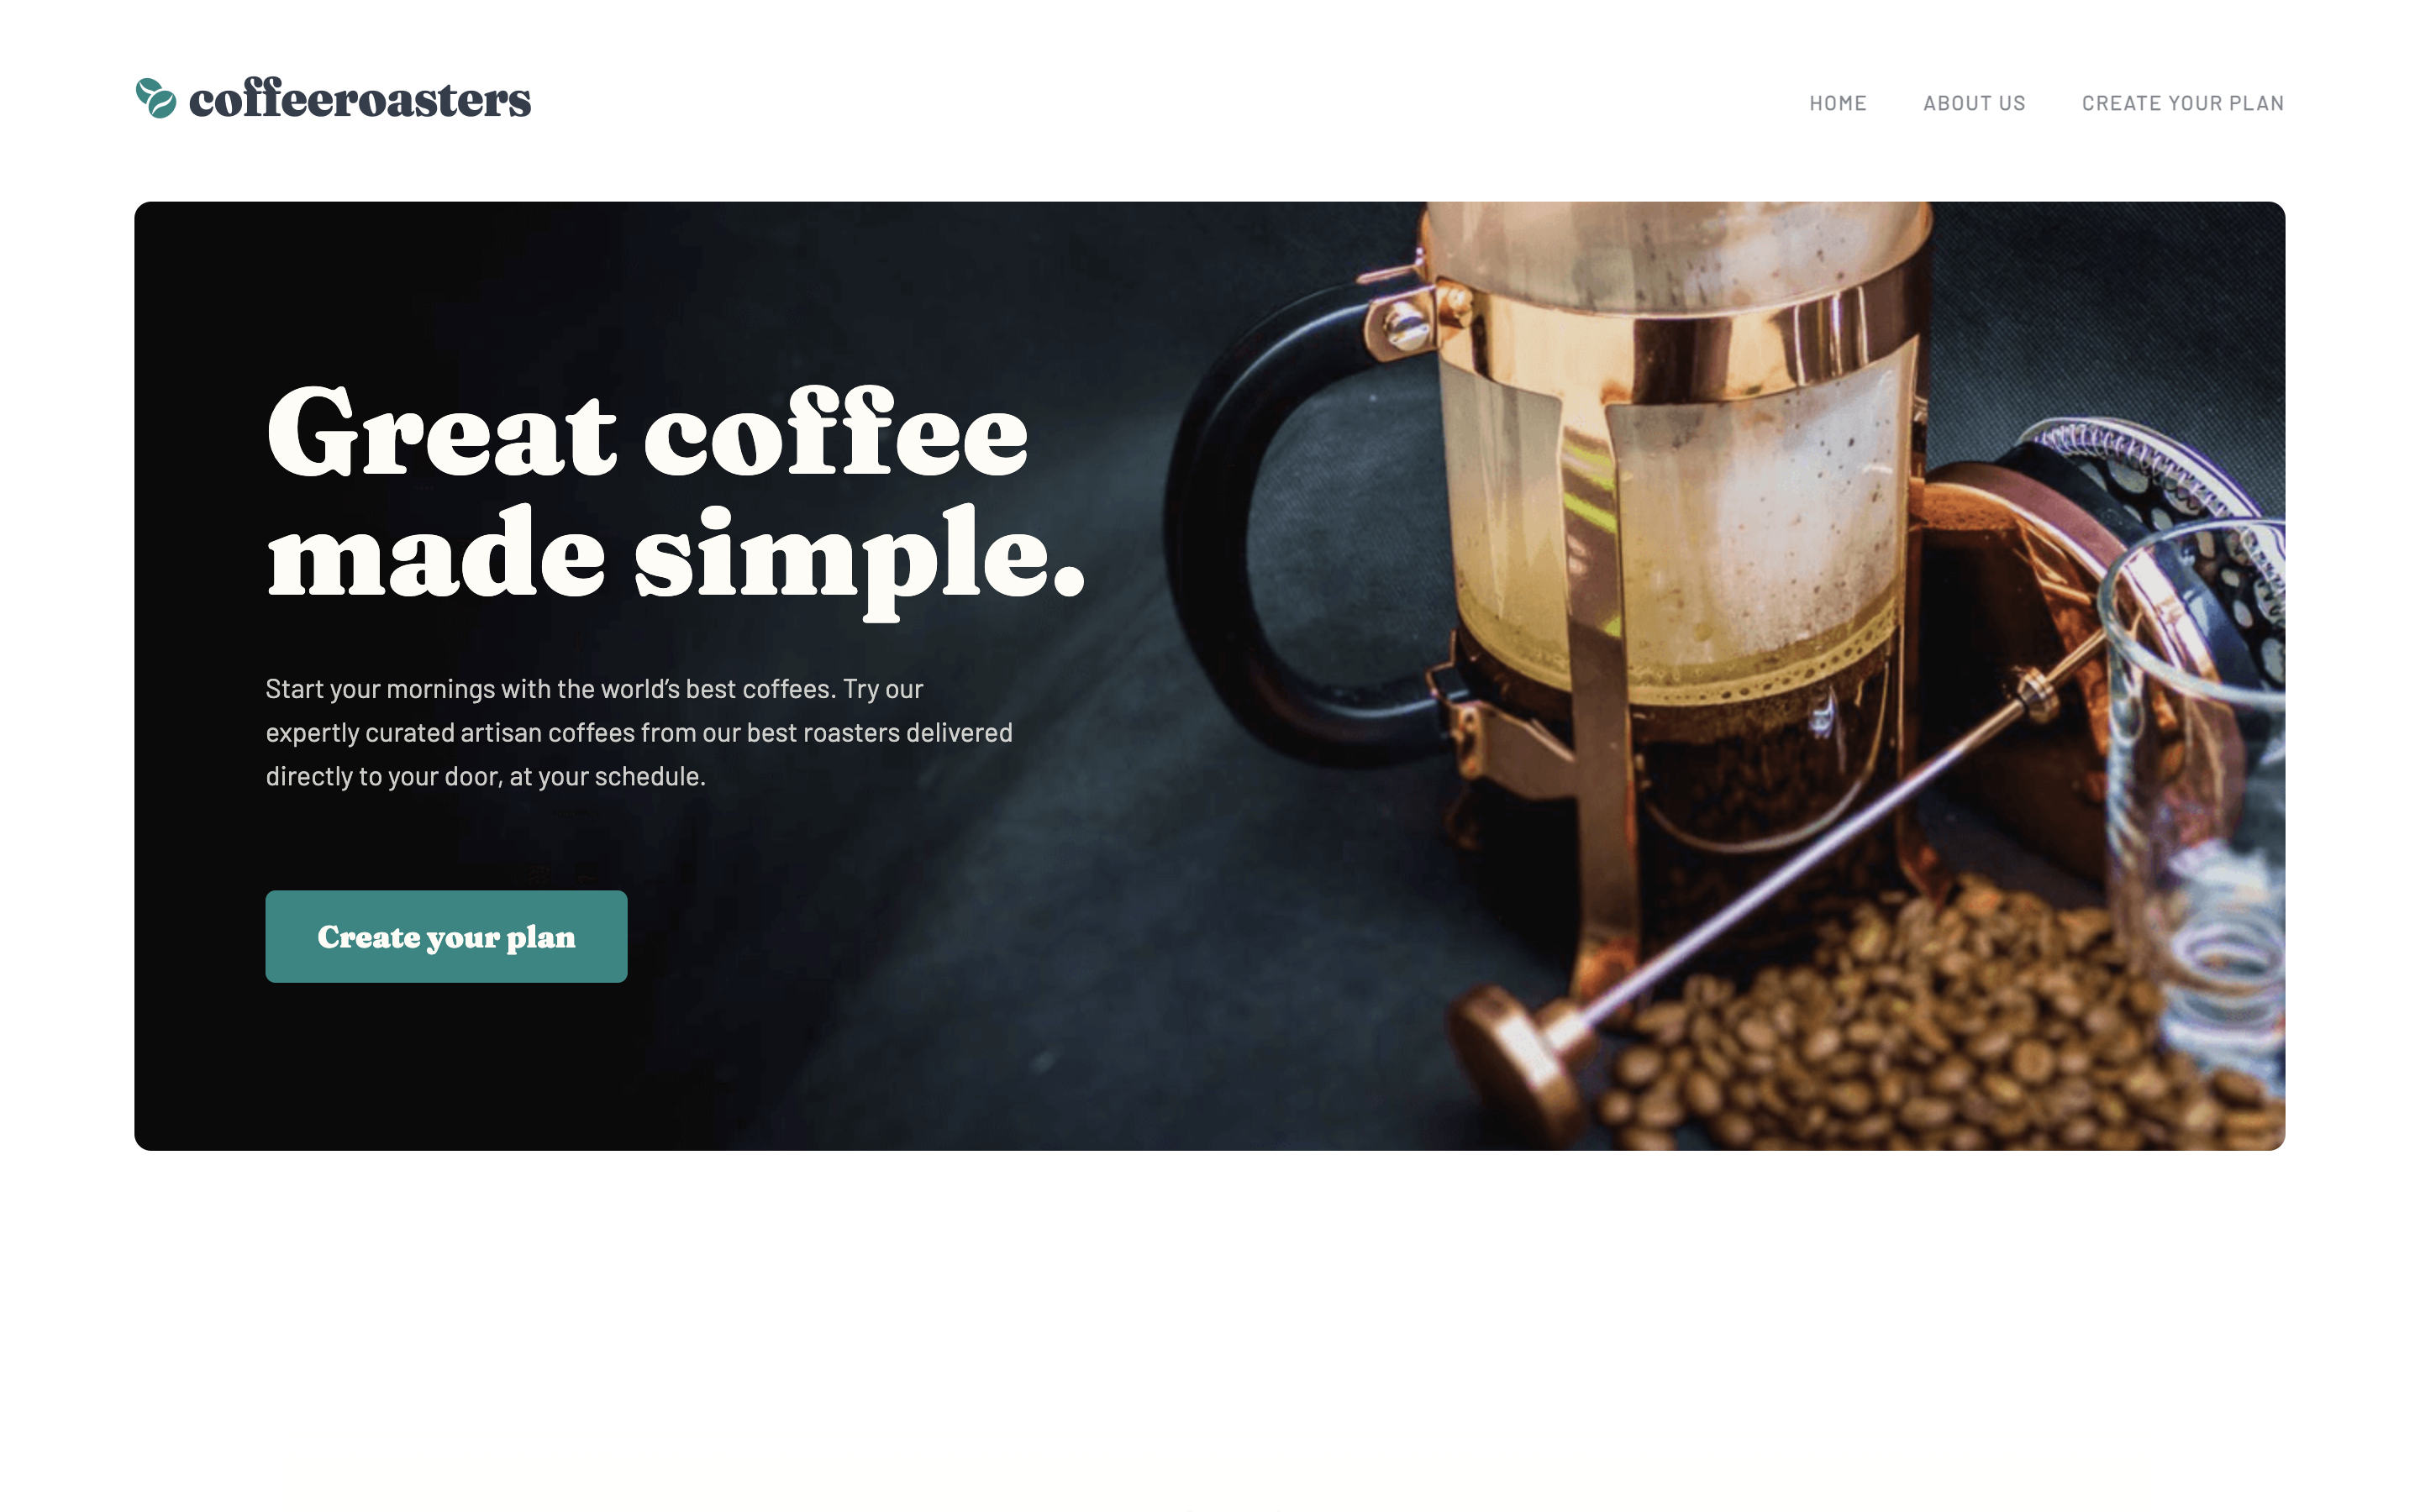 coffeeroasters
HOME
ABOUT US
CREATE YOUR PLAN
Great coffee
made simple.
Start your mornings with the world’s best coffees. Try our
expertly curated artisan coffees from our best roasters delivered
directly to your door, at your schedule.
Create your plan